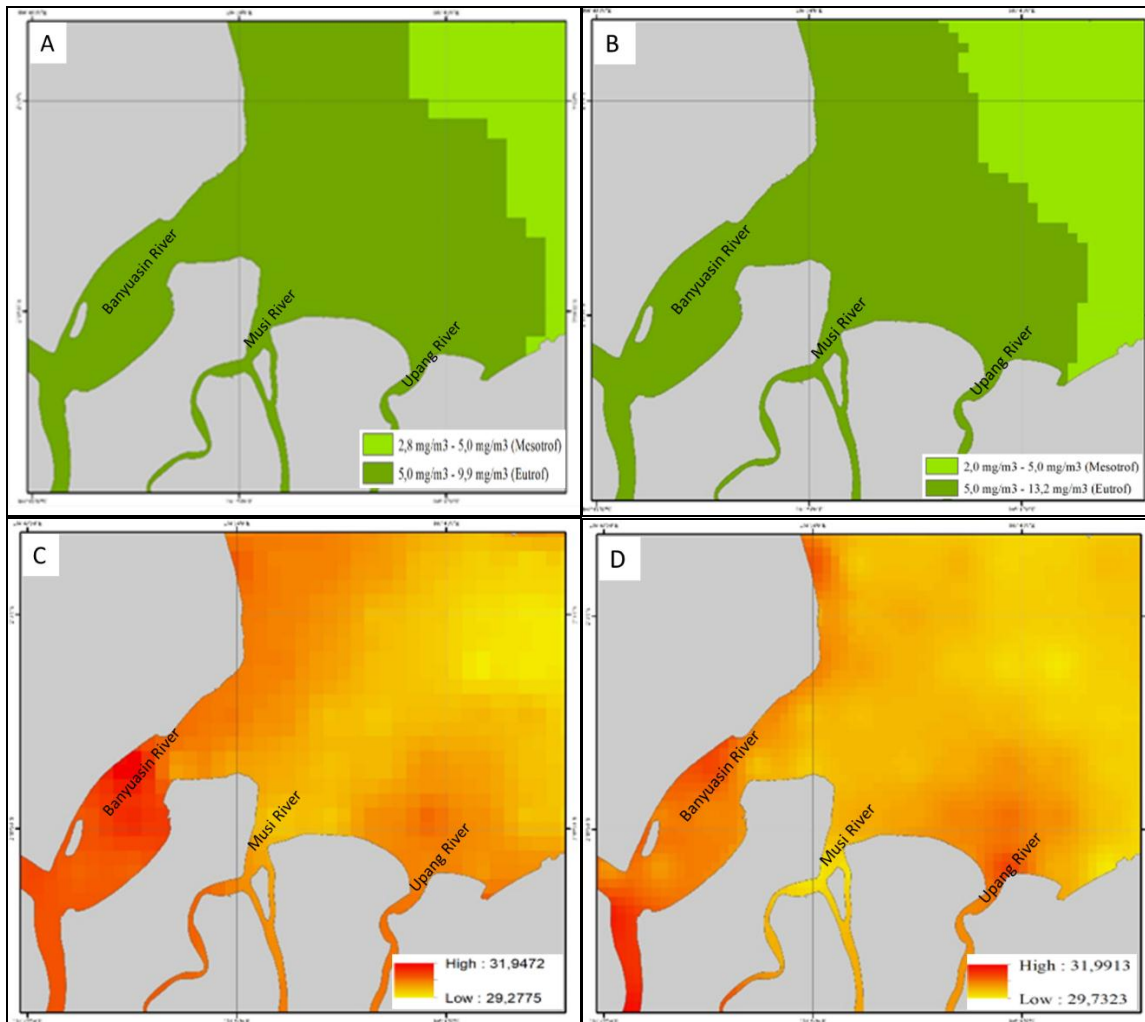 A
Banyuasin River
Musi River
Upang River
2,8 mg/m3 - 5,0 mg/m3 (Mesotrof)
5,0 mg/m3 - 9,9 mg/m3 (Eutrof)
B
Banyuasin River
Musi River
Upang River
2,0 mg/m3 - 5,0 mg/m3 (Mesotrof)
5,0 mg/m3 - 13,2 mg/m3 (Eutrof)
C
Banyuasin River
Musi River
Upang River
High : 31,9472
Low : 29,2775
D
Banyuasin River
Musi River
Upang River
High : 31,9913
Low : 29,7323